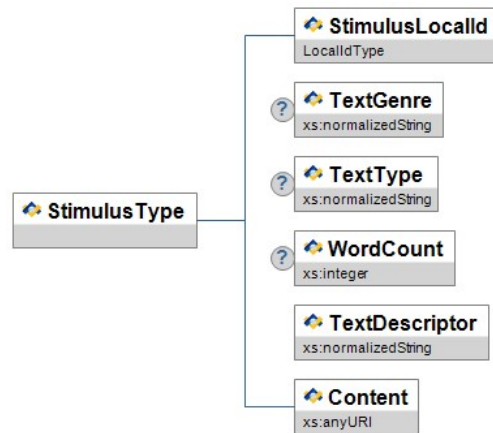 StimulusLocalId
LocalIdType
?
TextGenre
xs:normalizedString
?
TextType
xs:normalizedString
StimulusType
?
WordCount
xs:integer
TextDescriptor
xs:normalizedString
Content
xs:anyURI